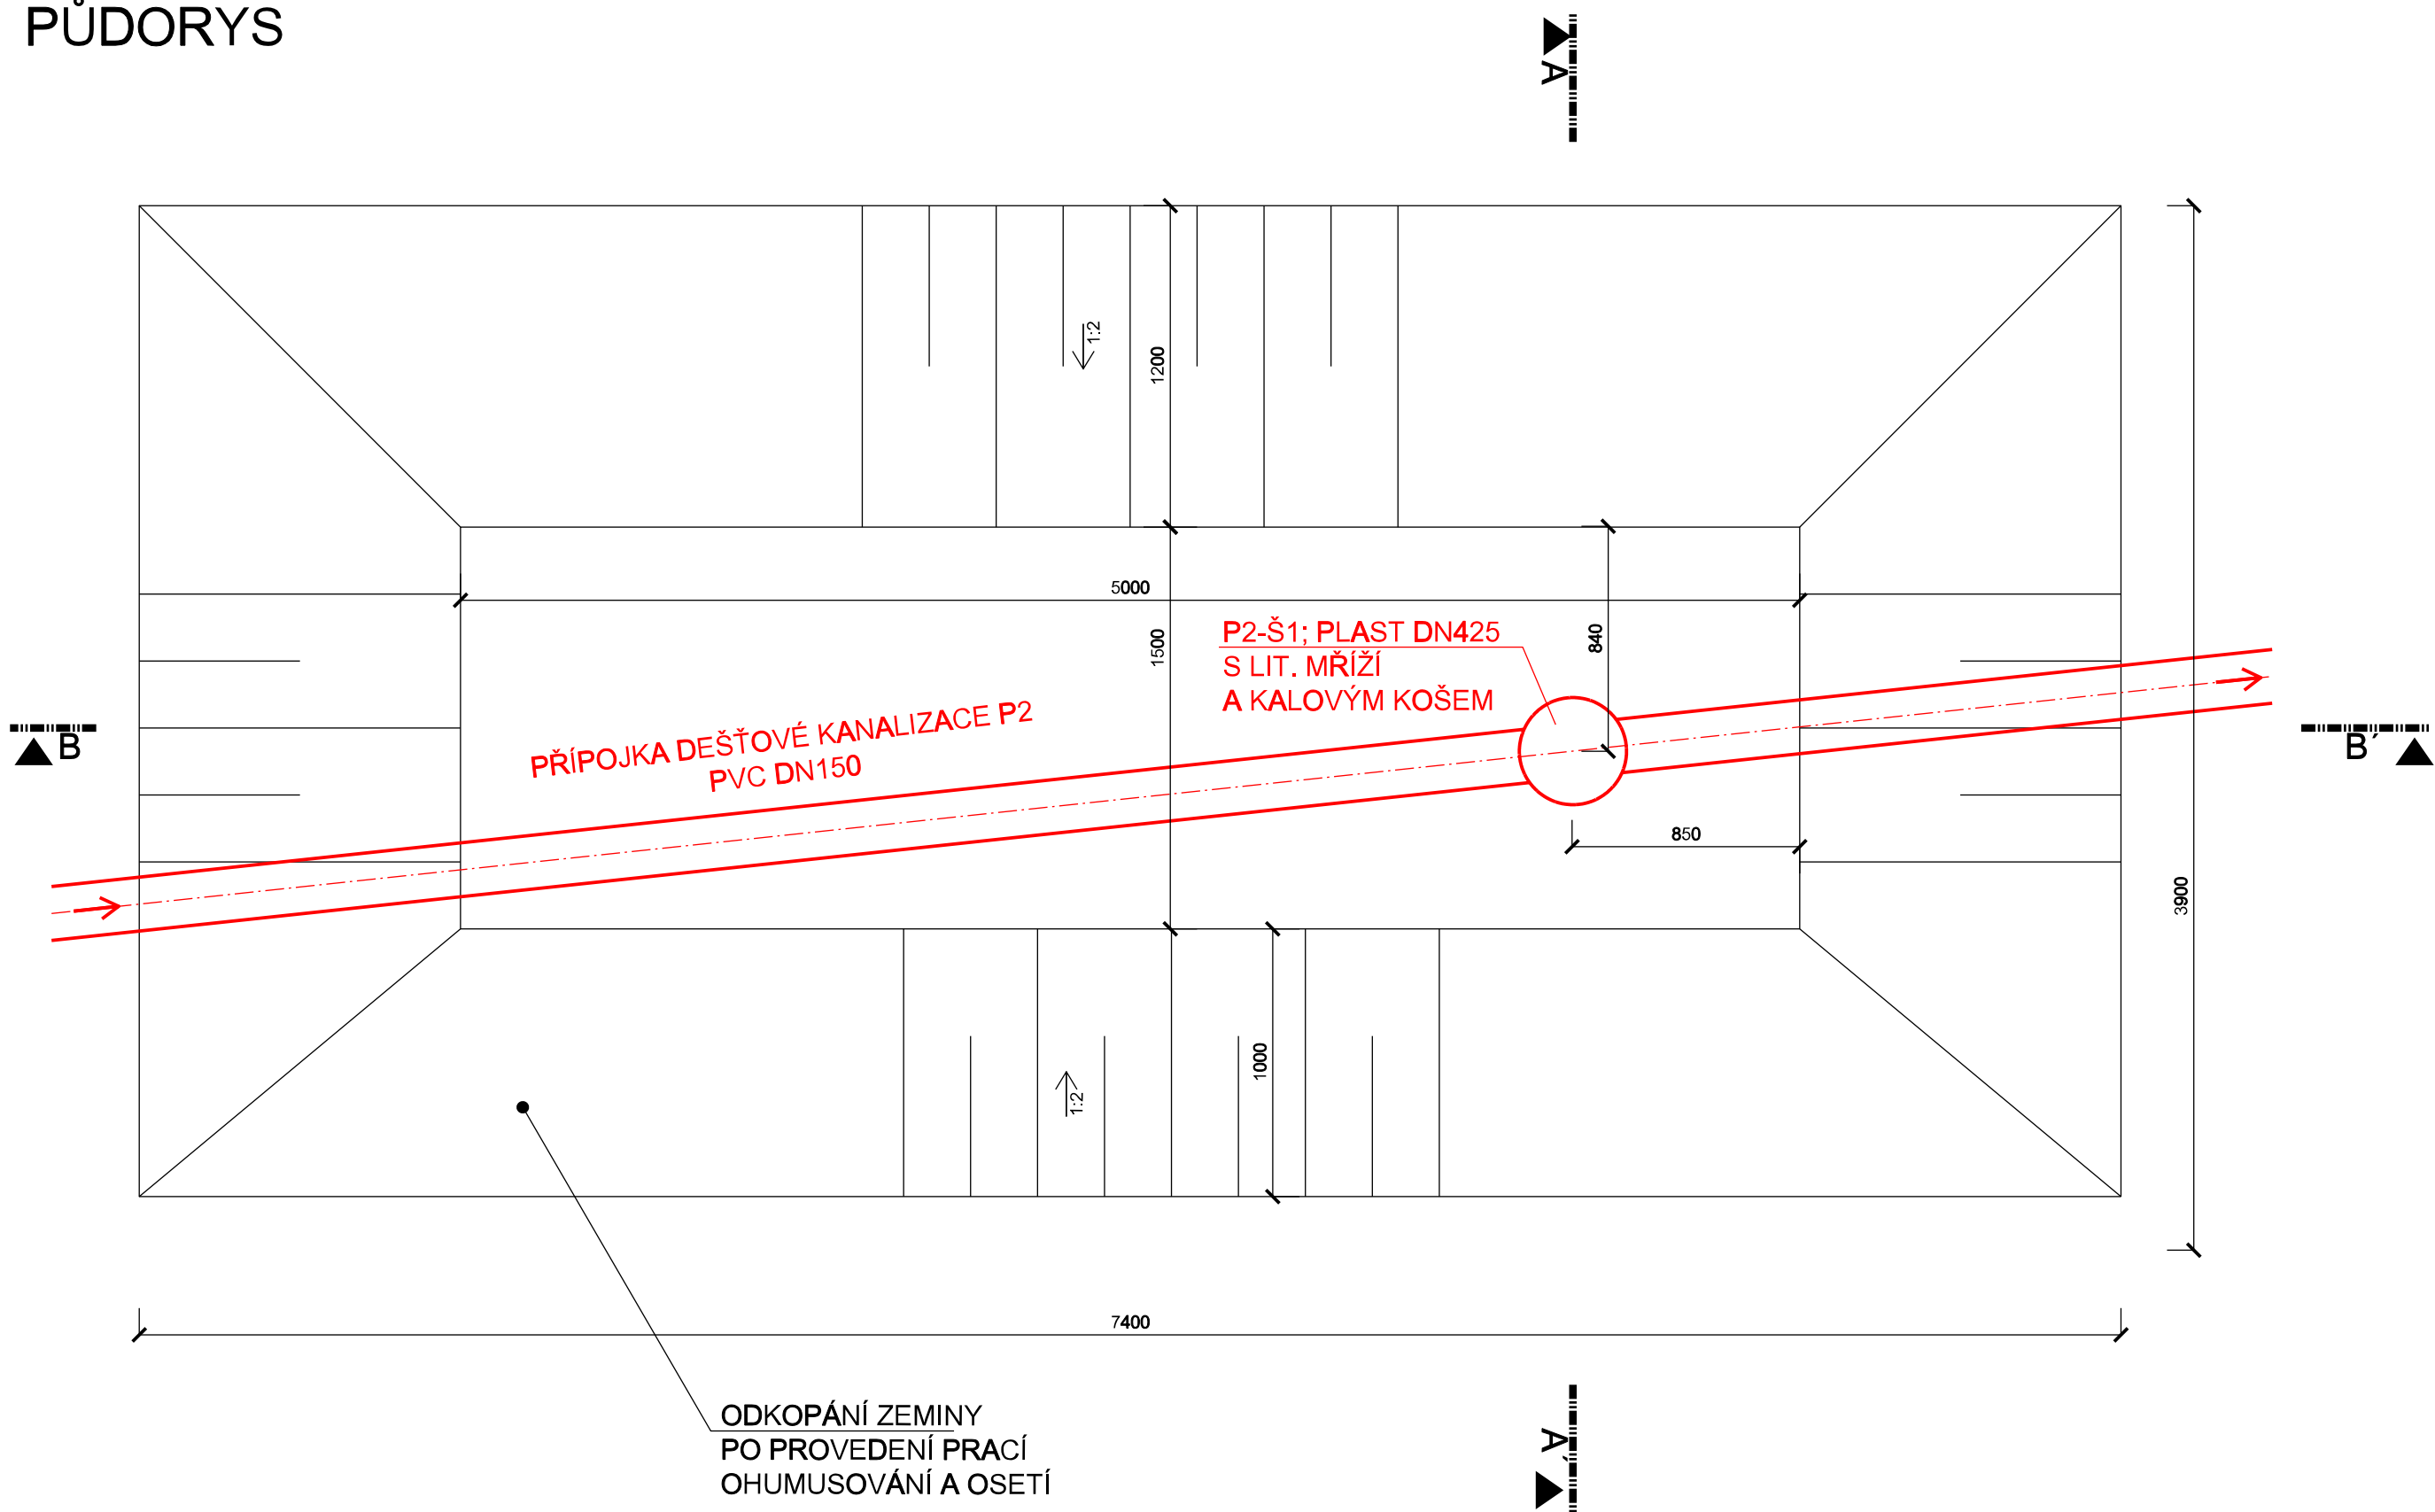 PŮDORYS
A
1:2
1200
5000
1500
840
P2-Š1; PLAST DN425
S LIT. MŘÍŽÍ
A KALOVÝM KOŠEM
PŘÍPOJKA DEŠŤOVÉ KANALIZACE P2
PVC DN150
B
B´
850
3900
1000
1:2
7400
ODKOPÁNÍ ZEMINY
PO PROVEDENÍ PRACÍ
OHUMUSOVÁNÍ A OSETÍ
A´